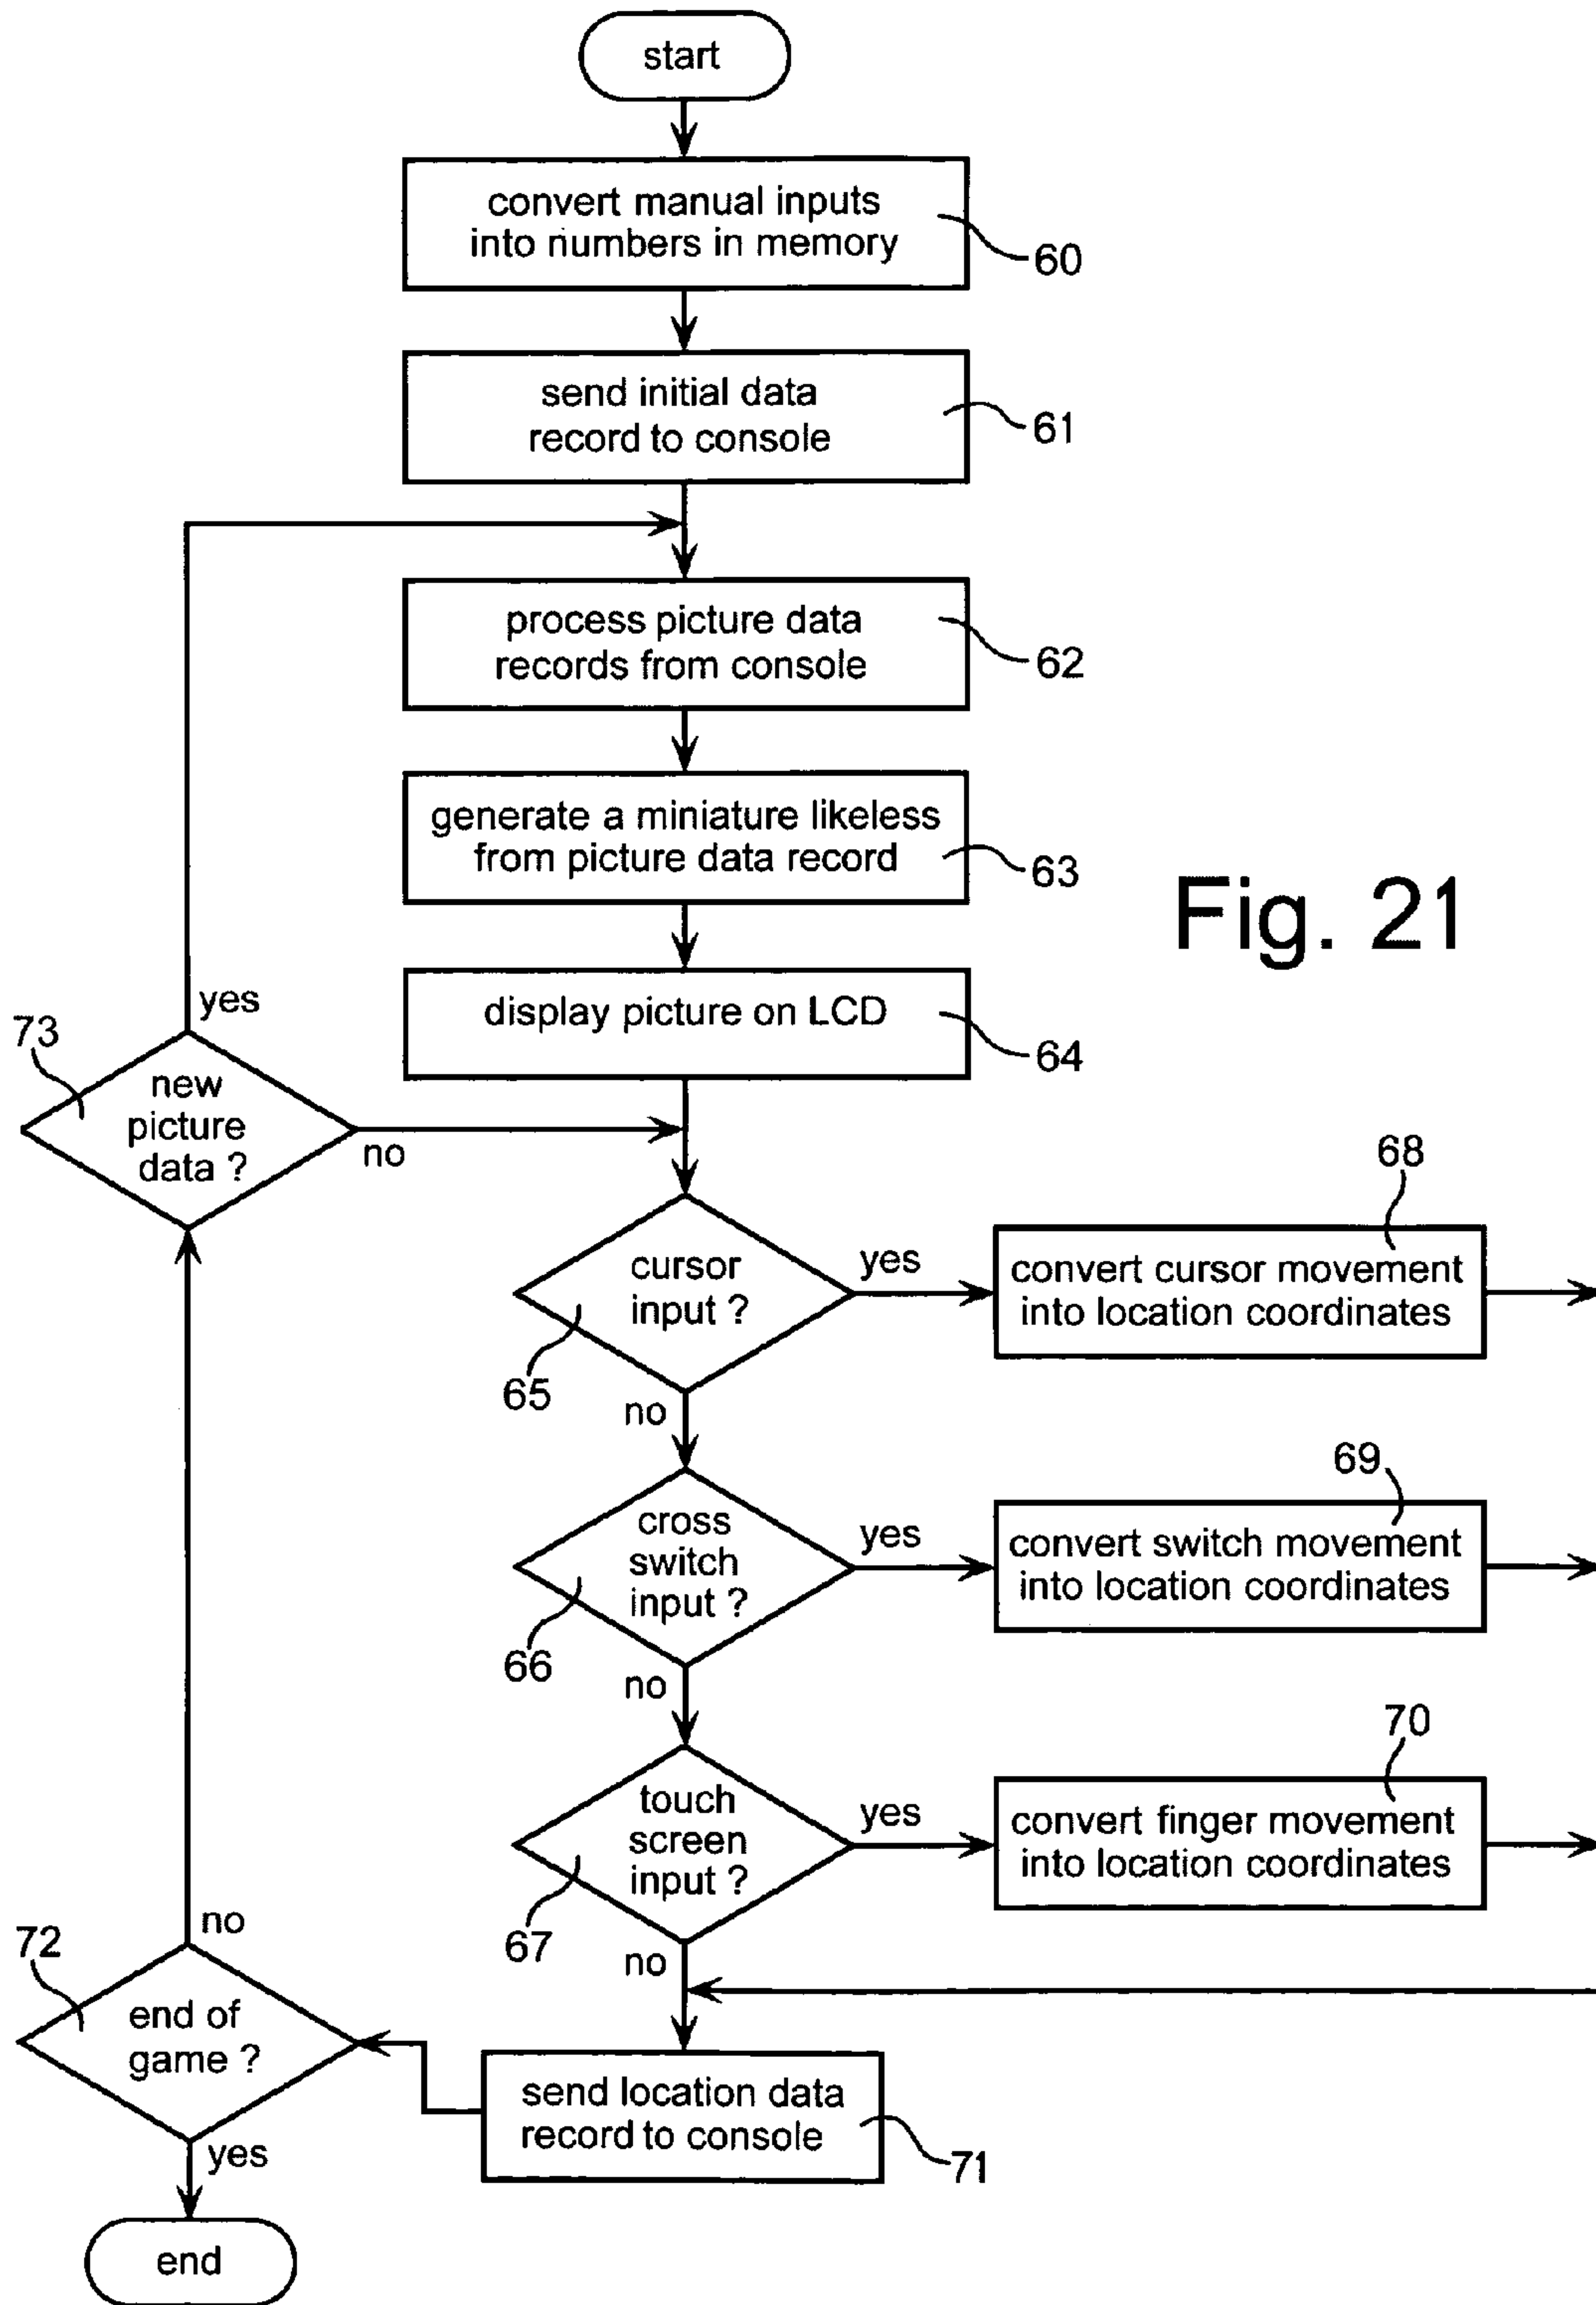 start
convert manual inputs
into numbers in memory
60
send initial data
record to console
61
process picture data
records from console
62
generate a miniature likeless
from picture data record
63
Fig. 21
display picture on LCD
64
yes
73
new
picture
data ?
no
cursor
input ?
65
yes
no
68
convert cursor movement
into location coordinates
cross
switch
input ?
66
yes
no
69
convert switch movement
into location coordinates
touch
screen
input ?
67
yes
no
70
convert finger movement
into location coordinates
send location data
record to console
71
72
no
end of
game ?
yes
end